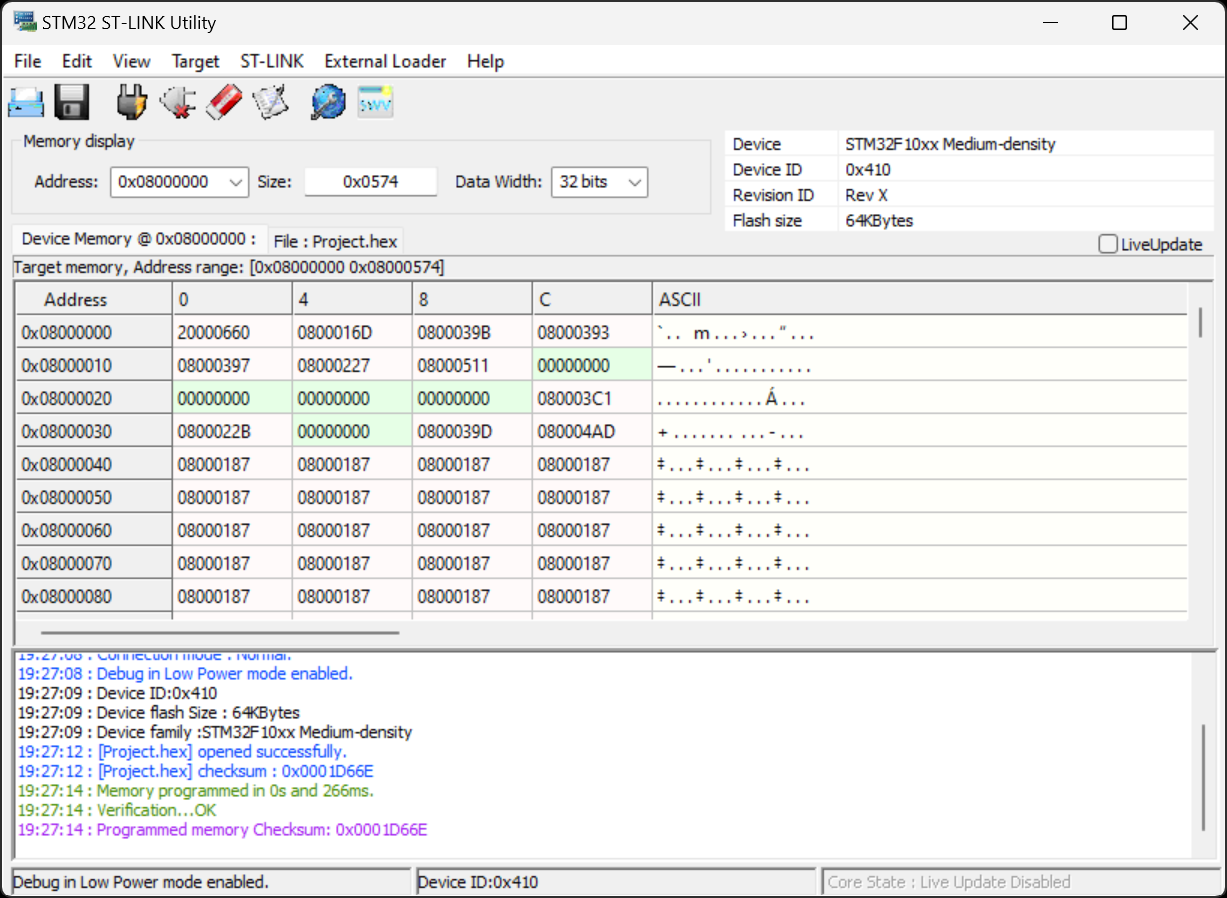 STM32 ST-LINK Utility
File Edit View Target ST-LINK External Loader Help
Memory display
Address: 0x08000000 Size: 0x0574 Data Width: 32 bits
Device STM32F10xx Medium-density
Device ID 0x410
Revision ID Rev X
Flash size 64KBytes
LiveUpdate
Device Memory @ 0x08000000 : File : Project.hex
Target memory, Address range: [0x08000000 0x08000574]
Address 0 4 8 C ASCII
0x08000000 20000660 0800016D 0800039B 08000393 `.. m...›...“...
0x08000010 08000397 08000227 08000511 00000000 —...'...........
0x08000020 00000000 00000000 00000000 080003C1 ............Á...
0x08000030 0800022B 00000000 0800039D 080004AD +....... ...-...
0x08000040 08000187 08000187 08000187 08000187 ‡...‡...‡...‡...
0x08000050 08000187 08000187 08000187 08000187 ‡...‡...‡...‡...
0x08000060 08000187 08000187 08000187 08000187 ‡...‡...‡...‡...
0x08000070 08000187 08000187 08000187 08000187 ‡...‡...‡...‡...
0x08000080 08000187 08000187 08000187 08000187 ‡...‡...‡...‡...
19:27:08 : Connection mode : Normal.
19:27:08 : Debug in Low Power mode enabled.
19:27:09 : Device ID:0x410
19:27:09 : Device flash Size : 64KBytes
19:27:09 : Device family :STM32F10xx Medium-density
19:27:12 : [Project.hex] opened successfully.
19:27:12 : [Project.hex] checksum : 0x0001D66E
19:27:14 : Memory programmed in 0s and 266ms.
19:27:14 : Verification...OK
19:27:14 : Programmed memory Checksum: 0x0001D66E
Debug in Low Power mode enabled. Device ID:0x410 Core State : Live Update Disabled